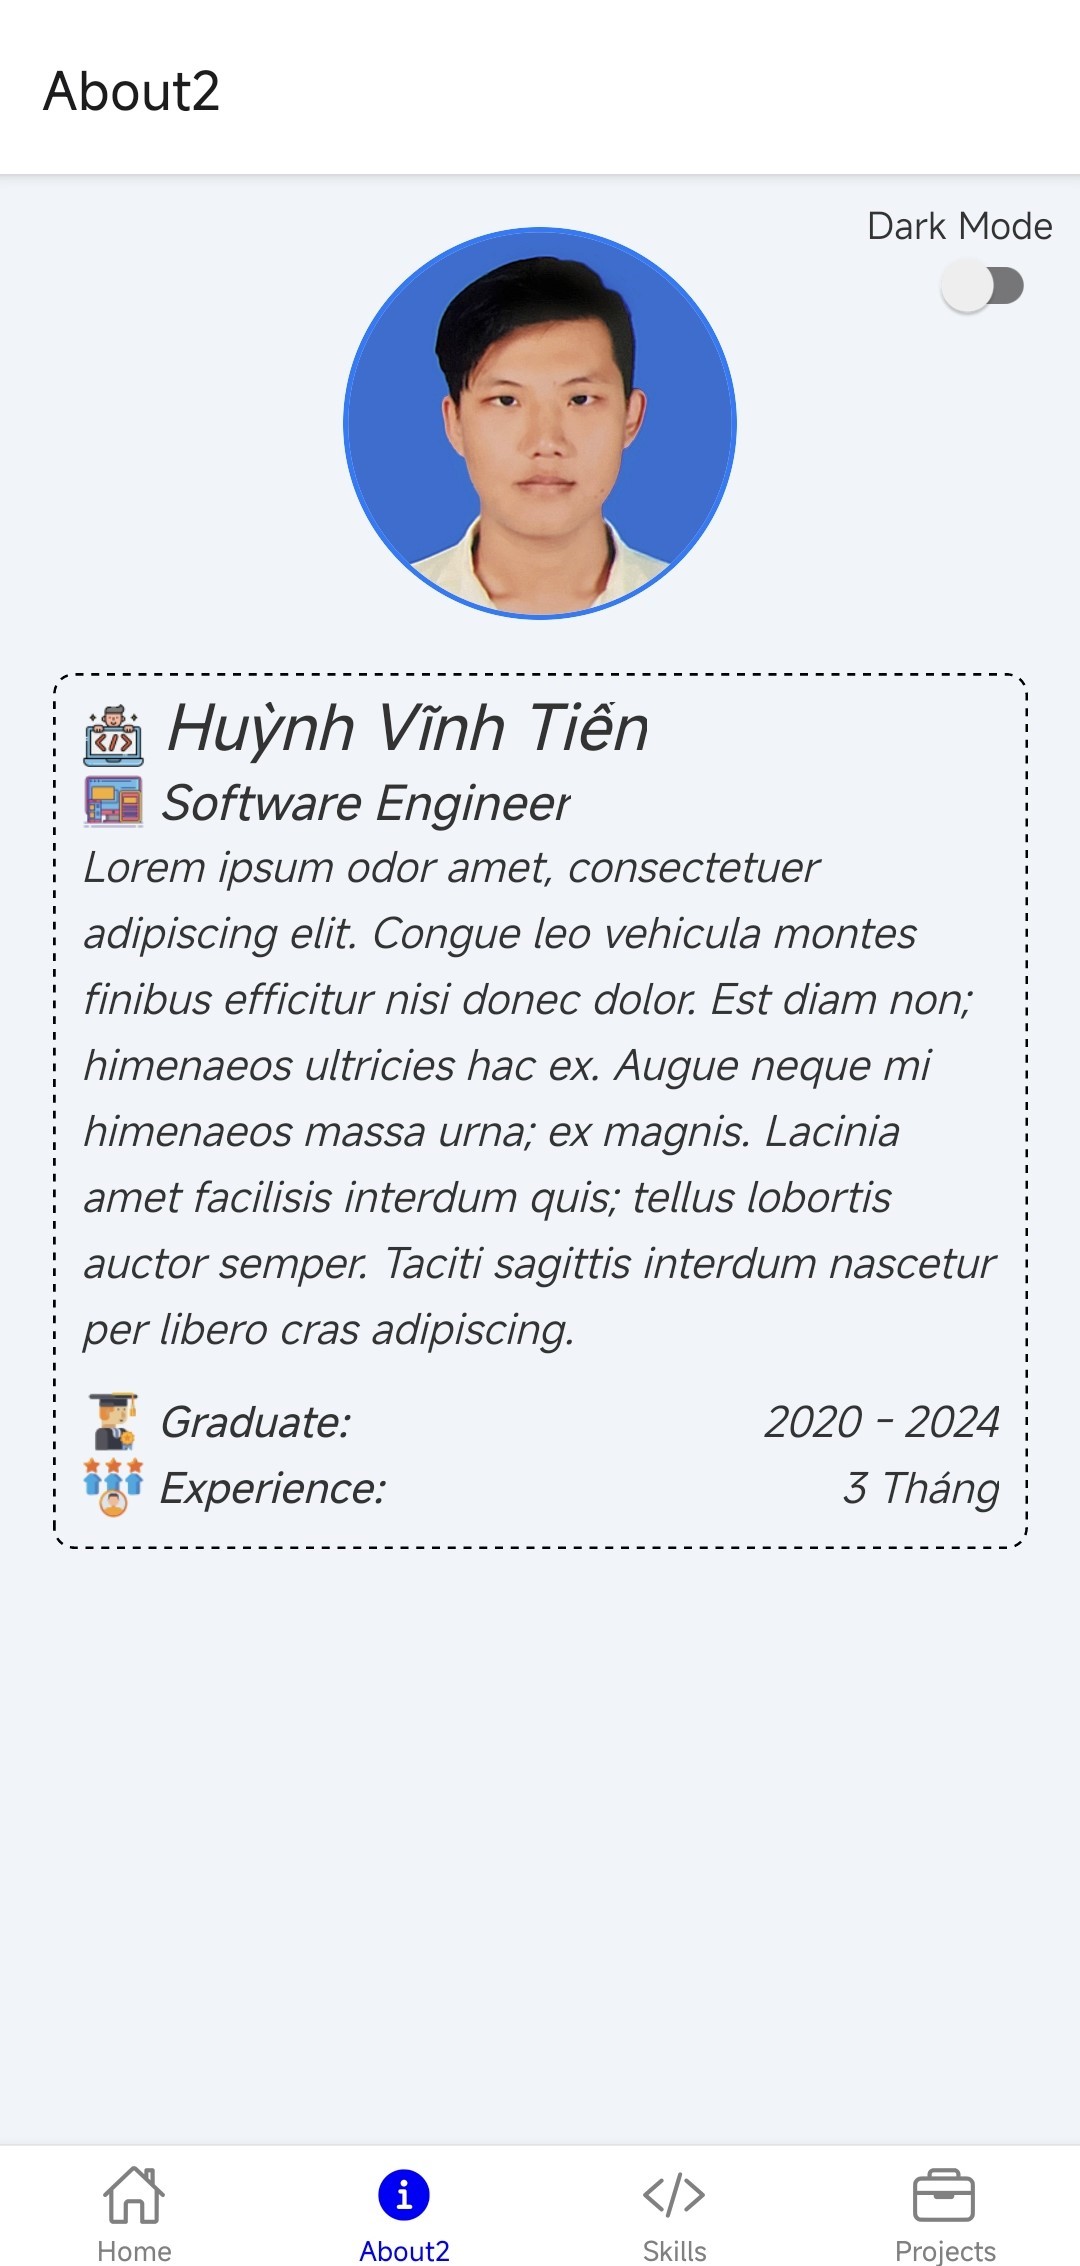 About2
Dark Mode
Huỳnh Vĩnh Tiến
Software Engineer
Lorem ipsum odor amet, consectetuer
adipiscing elit. Congue leo vehicula montes
finibus efficitur nisi donec dolor. Est diam non;
himenaeos ultricies hac ex. Augue neque mi
himenaeos massa urna; ex magnis. Lacinia
amet facilisis interdum quis; tellus lobortis
auctor semper. Taciti sagittis interdum nascetur
per libero cras adipiscing.
Graduate: 2020 - 2024
Experience: 3 Tháng
Home About2 Skills Projects